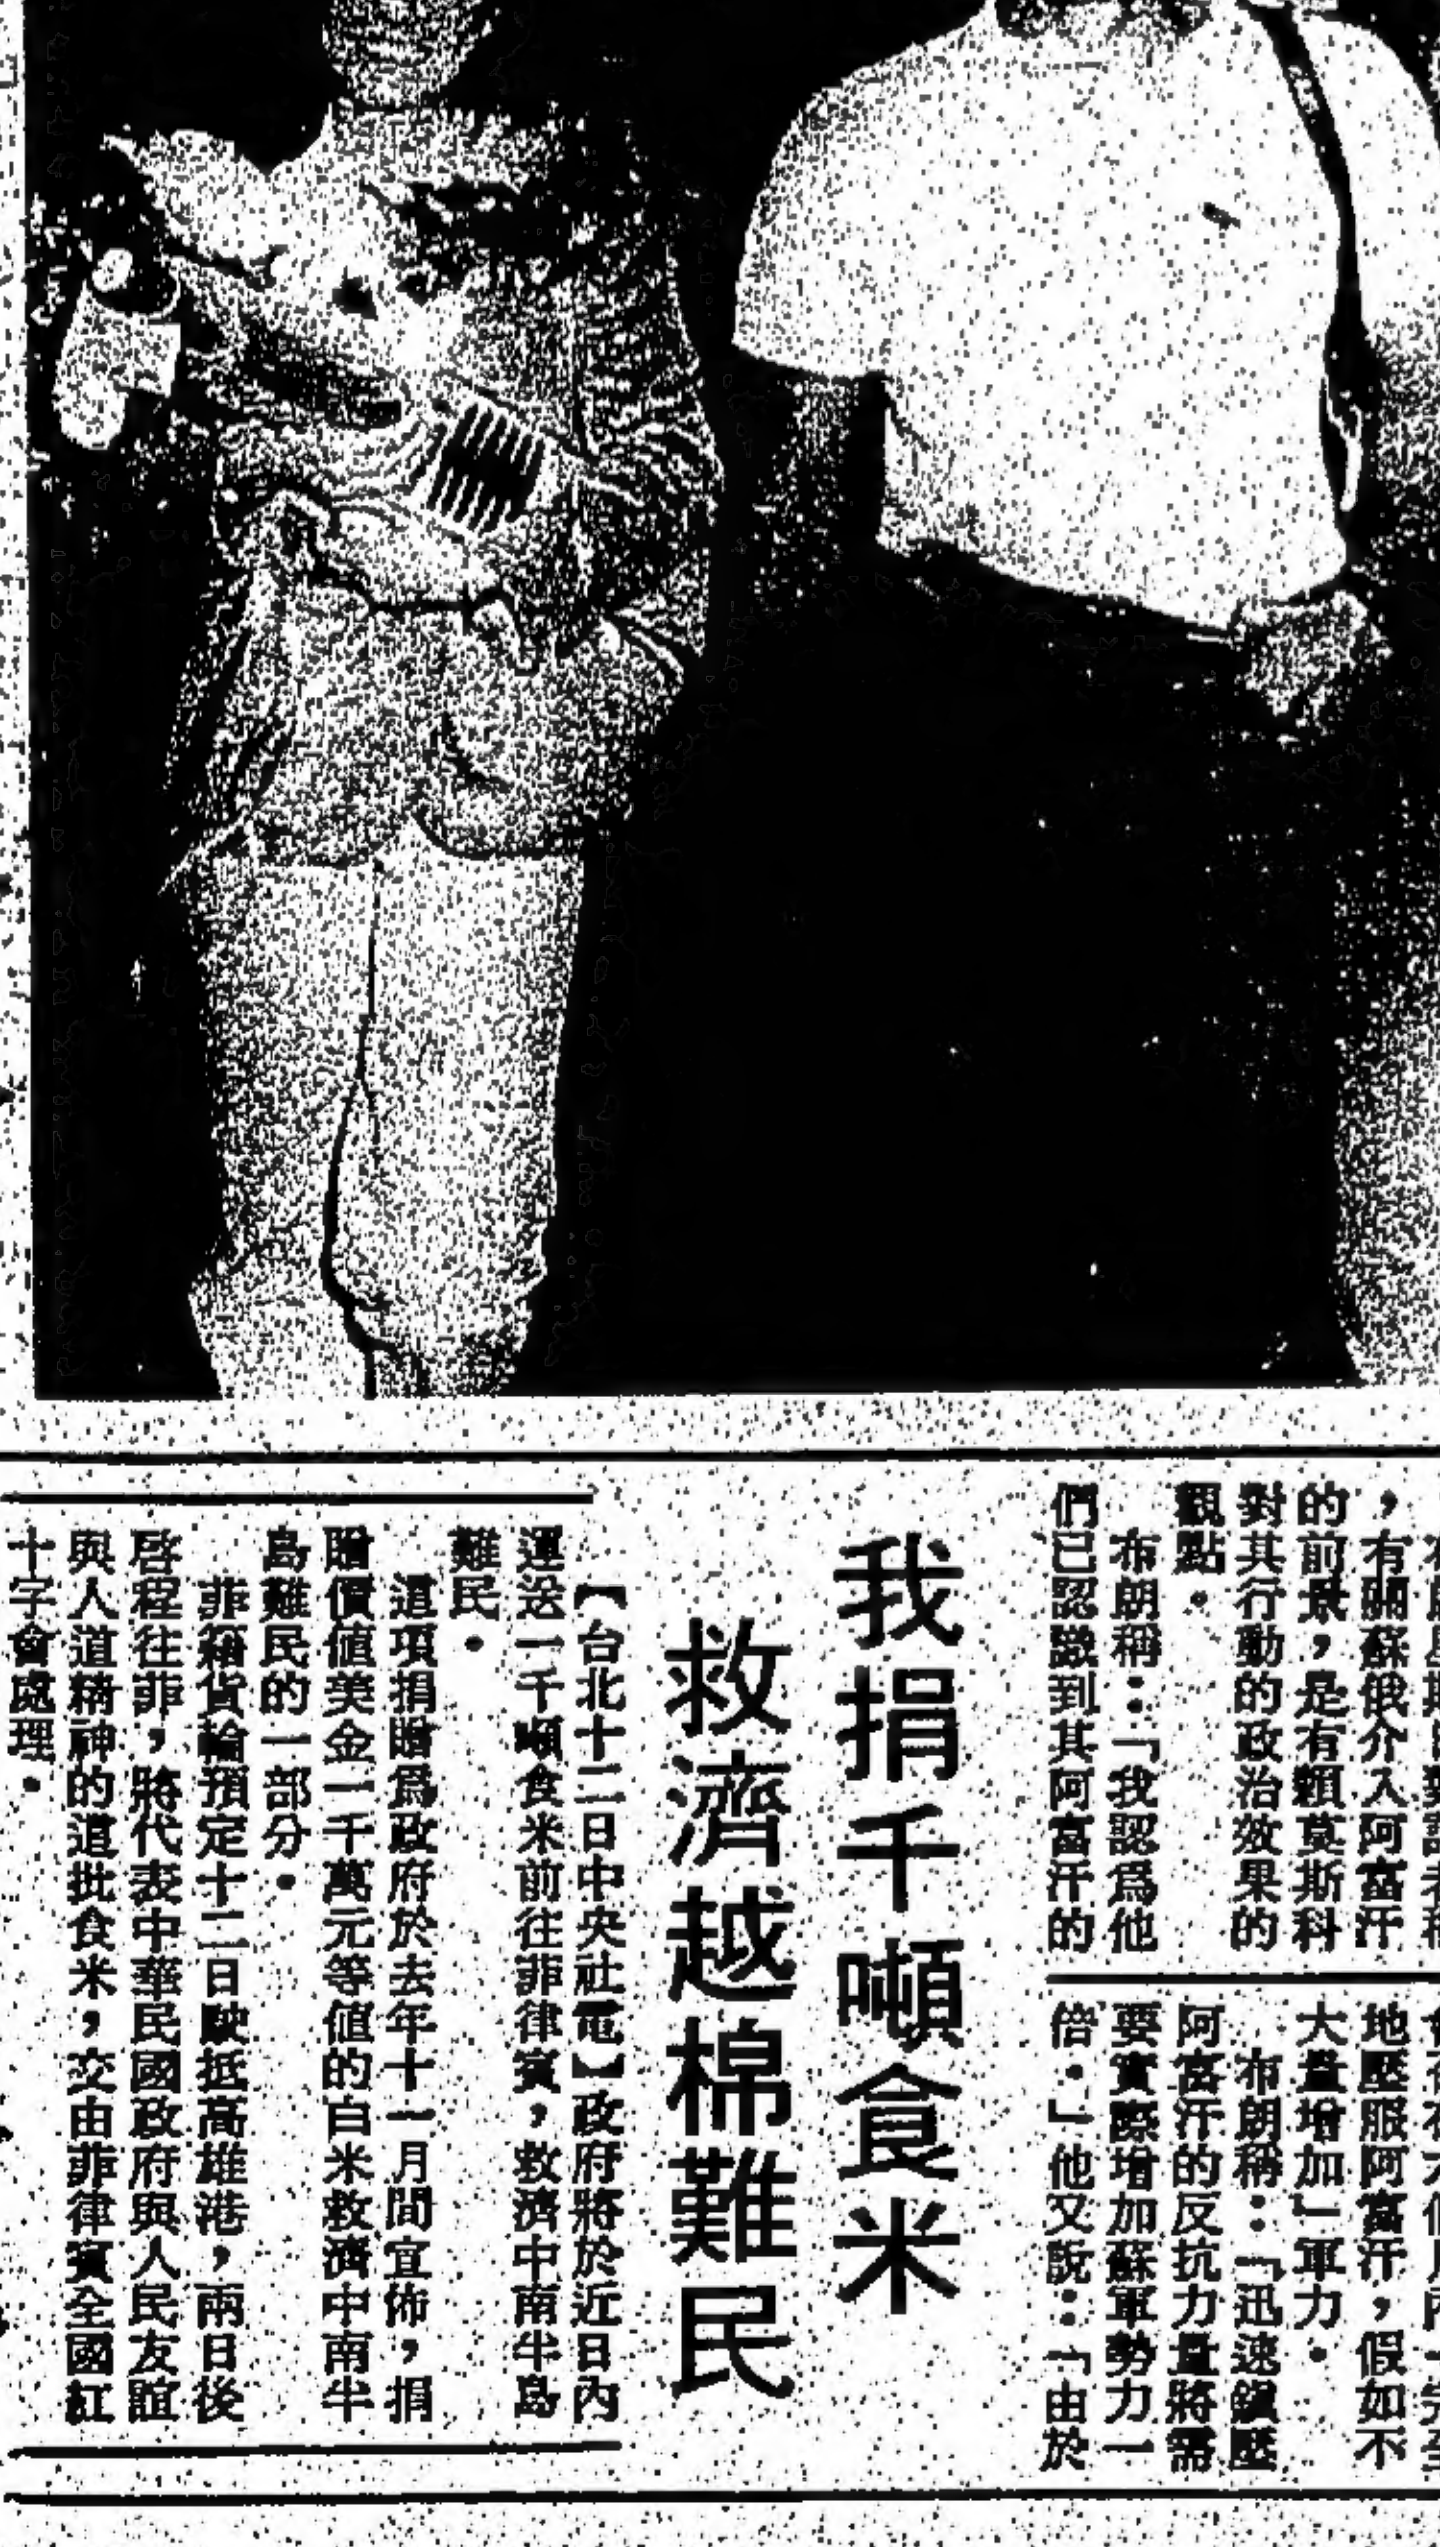 ，有關蘇俄介入阿富汗
的前景，是有賴莫斯科
對其行動的政治效果的
觀點。
布朗稱：「我認爲他
們已認識到其阿富汗的
地壓服阿富汗，假如不
大量增加」軍力。
布朗稱：「迅速鎭壓
阿富汗的反抗力量將需
要實際增加蘇軍勢力一
倍。」他又說：「由於
我捐千噸食米
救濟越棉難民
【台北十二日中央社電】政府將於近日內
運送一千噸食米前往菲律賓，救濟中南半島
難民。
這項捐贈爲政府於去年十一月間宣佈，捐
贈價値美金一千萬元等値的白米救濟中南半
島難民的一部分。
菲籍貨輪預定十二日駛抵高雄港，兩日後
啓程往菲，將代表中華民國政府與人民友誼
與人道精神的這批食米，交由菲律賓全國紅
十字會處理。